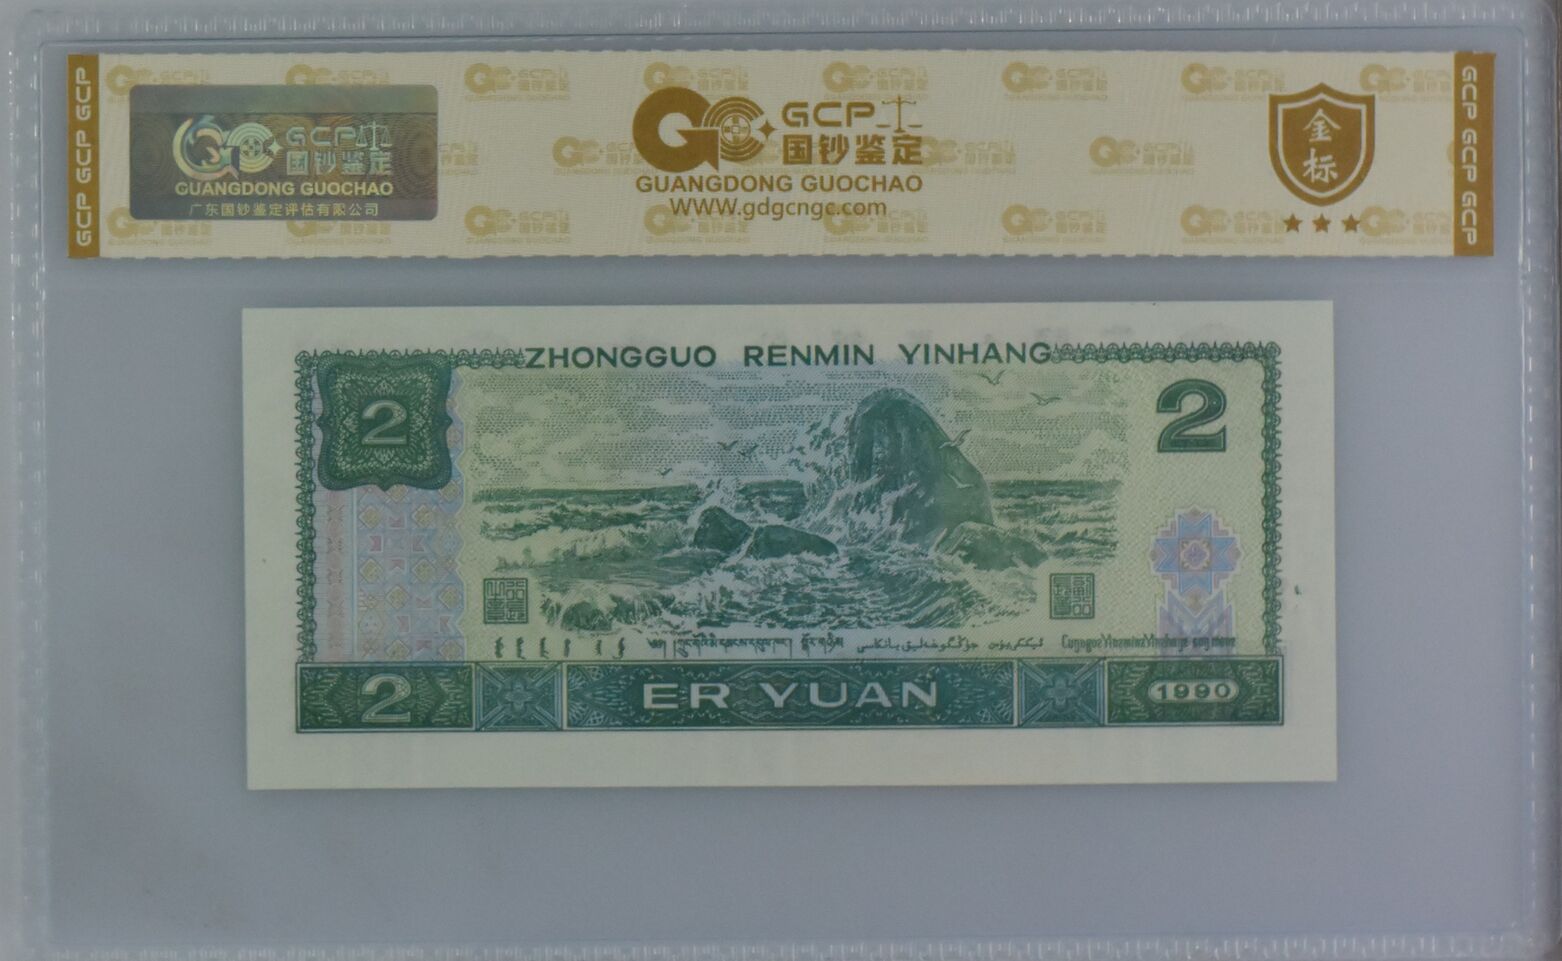 GCP GCP GCP
GCP
国钞鉴定
GUANGDONG GUOCHAO
广东国钞鉴定评估有限公司
GCP
国钞鉴定
GUANGDONG GUOCHAO
WWW.gdgcngc.com
金标
GCP GCP GCP
ZHONGGUO RENMIN YINHANG
2
2
2
ER YUAN
1990